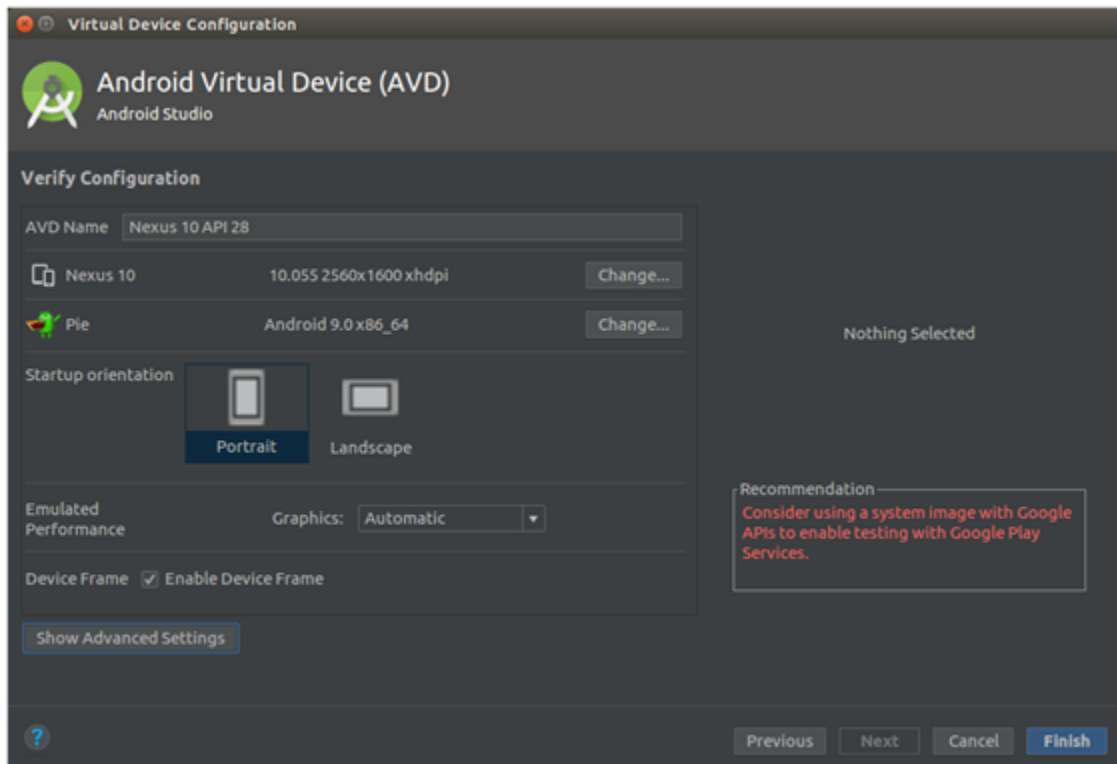 Virtual Device Configuration
Android Virtual Device (AVD)
Android Studio
Verify Configuration
AVD Name Nexus 10 API 28
Nexus 10 10.055 2560x1600 xhdpi Change...
Pie Android 9.0 x86_64 Change...
Nothing Selected
Startup orientation
Portrait Landscape
Emulated
Performance
Graphics: Automatic
Device Frame Enable Device Frame
Recommendation
Consider using a system image with Google
APIs to enable testing with Google Play
Services.
Show Advanced Settings
? Previous Next Cancel Finish